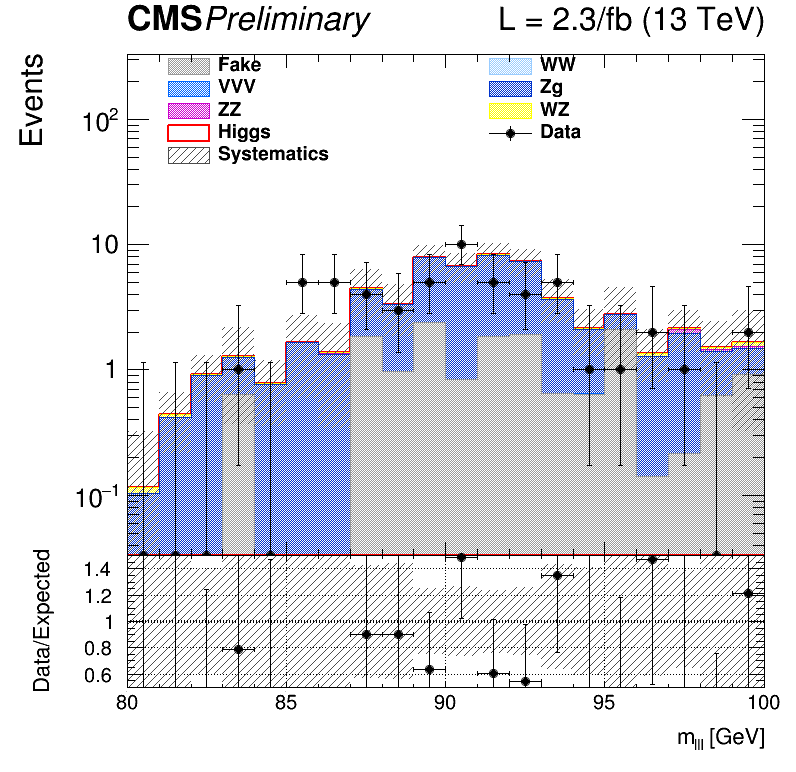 CMS Preliminary L = 2.3/fb (13 TeV)
Events
Fake WW
VVV Zg
ZZ WZ
Higgs Data
Systematics
10²
10
1
10⁻¹
Data/Expected
1.4
1.2
1
0.8
0.6
80 85 90 95 100
m_lll [GeV]